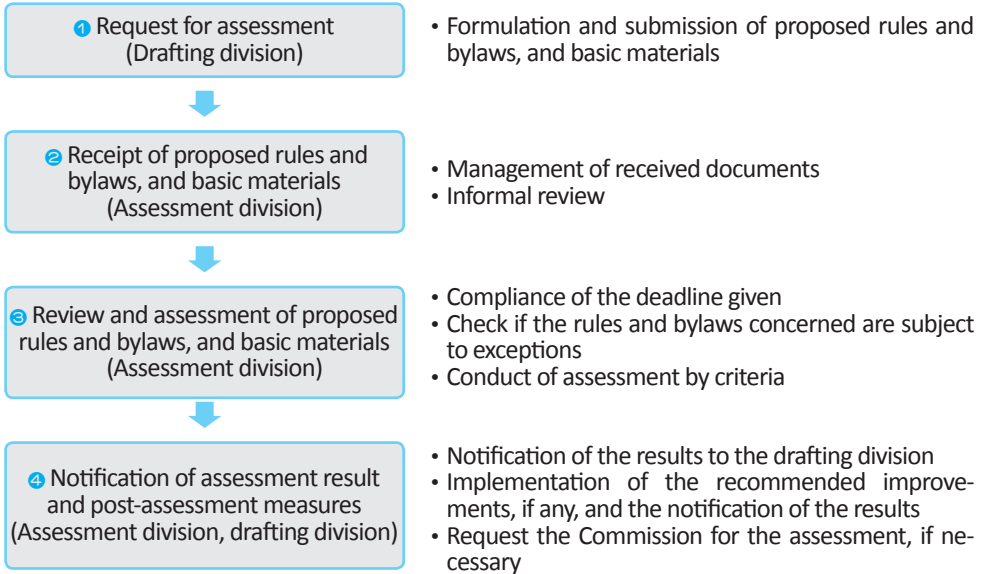 ❶ Request for assessment
(Drafting division)
• Formulation and submission of proposed rules and
bylaws, and basic materials
❷ Receipt of proposed rules and
bylaws, and basic materials
(Assessment division)
• Management of received documents
• Informal review
❸ Review and assessment of proposed
rules and bylaws, and basic materials
(Assessment division)
• Compliance of the deadline given
• Check if the rules and bylaws concerned are subject
to exceptions
• Conduct of assessment by criteria
❹ Notification of assessment result
and post-assessment measures
(Assessment division, drafting division)
• Notification of the results to the drafting division
• Implementation of the recommended improve-
ments, if any, and the notification of the results
• Request the Commission for the assessment, if ne-
cessary